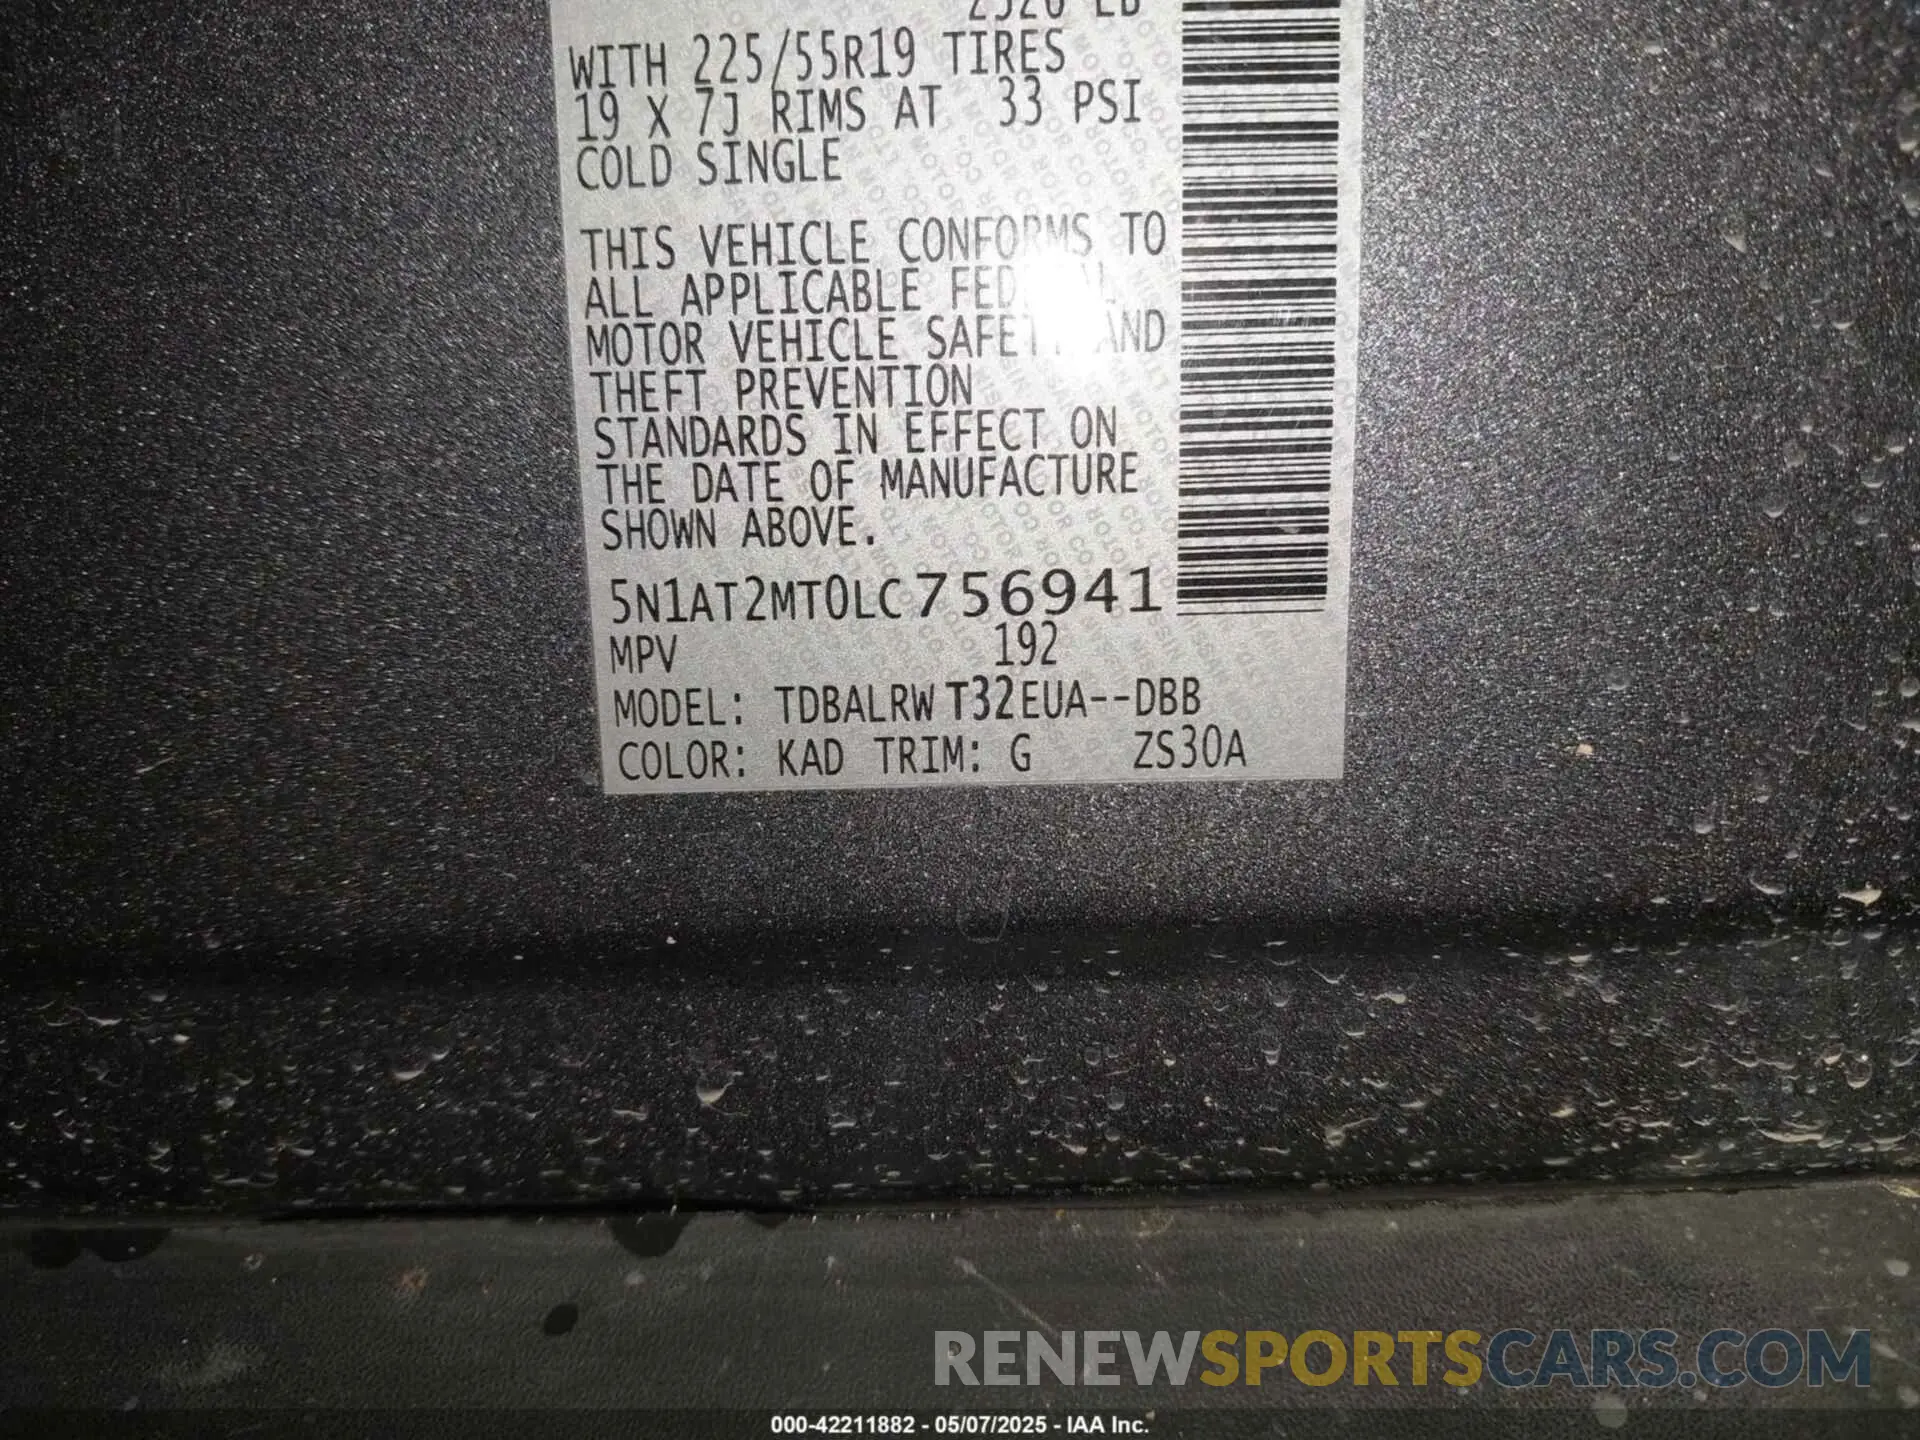 WITH 225/55R19 TIRES
19 X 7J RIMS AT 33 PSI
COLD SINGLE
THIS VEHICLE CONFORMS TO
ALL APPLICABLE FEDERAL
MOTOR VEHICLE SAFETY AND
THEFT PREVENTION
STANDARDS IN EFFECT ON
THE DATE OF MANUFACTURE
SHOWN ABOVE.
5N1AT2MT0LC756941
MPV 192
MODEL: TDBALRW T32EUA--DBB
COLOR: KAD TRIM: G ZS30A
RENEWSPORTSCARS.COM
000-42211882 - 05/07/2025 - IAA Inc.